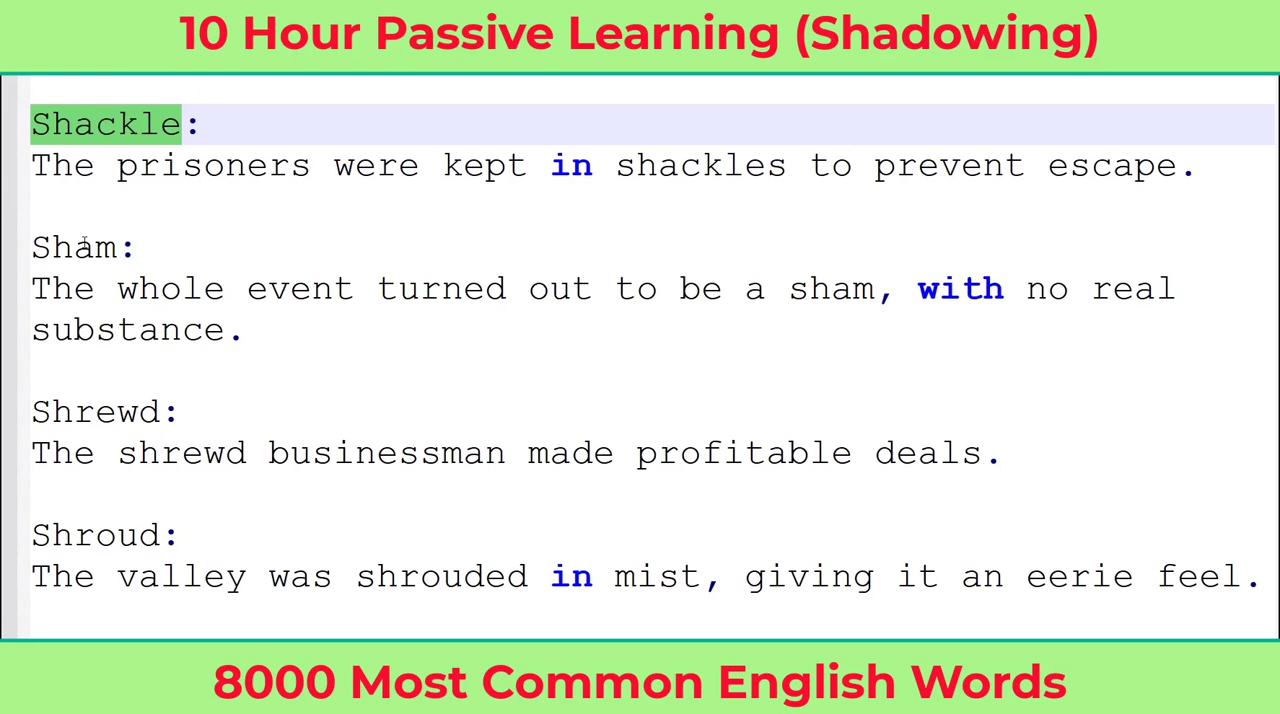 10 Hour Passive Learning (Shadowing)
Shackle:
The prisoners were kept in shackles to prevent escape.
Sham:
The whole event turned out to be a sham, with no real
substance.
Shrewd:
The shrewd businessman made profitable deals.
Shroud:
The valley was shrouded in mist, giving it an eerie feel.
8000 Most Common English Words